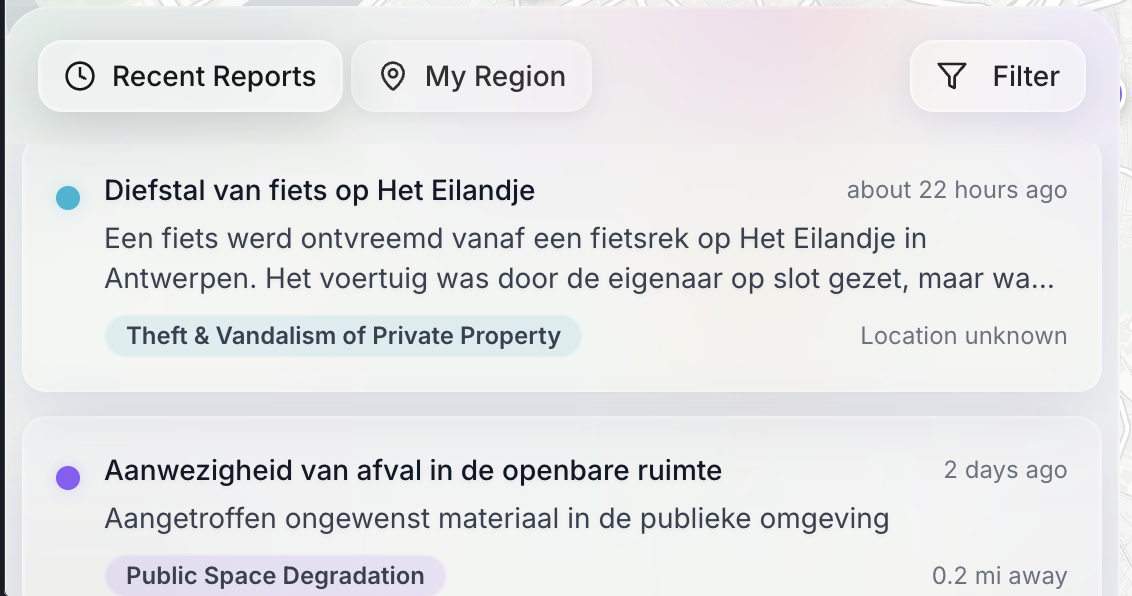 Recent Reports
My Region
Filter
Diefstal van fiets op Het Eilandje
about 22 hours ago
Een fiets werd ontvreemd vanaf een fietsrek op Het Eilandje in
Antwerpen. Het voertuig was door de eigenaar op slot gezet, maar wa...
Theft & Vandalism of Private Property
Location unknown
Aanwezigheid van afval in de openbare ruimte
2 days ago
Aangetroffen ongewenst materiaal in de publieke omgeving
Public Space Degradation
0.2 mi away